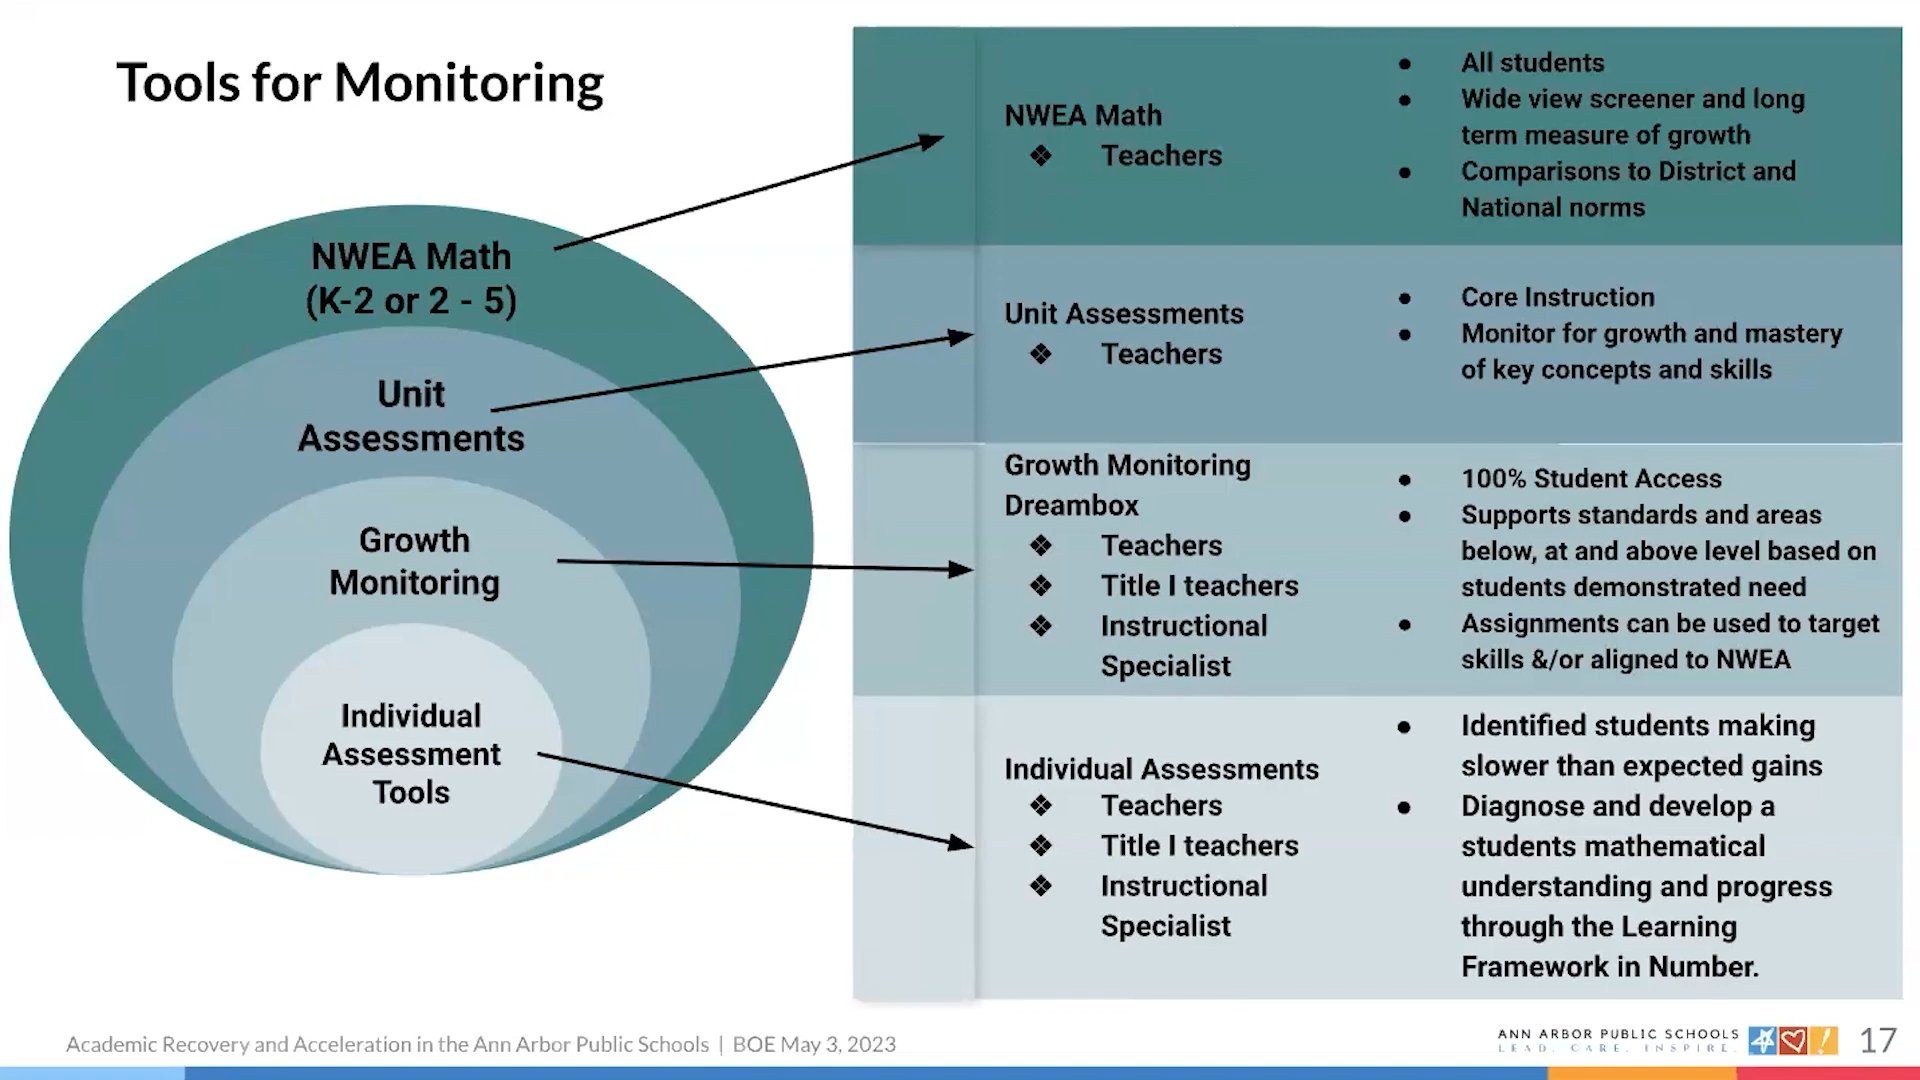 Tools for Monitoring
NWEA Math
(K-2 or 2 - 5)
Unit
Assessments
Growth
Monitoring
Individual
Assessment
Tools
NWEA Math
❖ Teachers
● All students
● Wide view screener and long
term measure of growth
● Comparisons to District and
National norms
Unit Assessments
❖ Teachers
● Core Instruction
● Monitor for growth and mastery
of key concepts and skills
Growth Monitoring
Dreambox
❖ Teachers
❖ Title I teachers
❖ Instructional
Specialist
● 100% Student Access
● Supports standards and areas
below, at and above level based on
students demonstrated need
● Assignments can be used to target
skills &/or aligned to NWEA
Individual Assessments
❖ Teachers
❖ Title I teachers
❖ Instructional
Specialist
● Identified students making
slower than expected gains
● Diagnose and develop a
students mathematical
understanding and progress
through the Learning
Framework in Number.
Academic Recovery and Acceleration in the Ann Arbor Public Schools | BOE May 3, 2023
ANN ARBOR PUBLIC SCHOOLS
LEAD. CARE. INSPIRE.
17